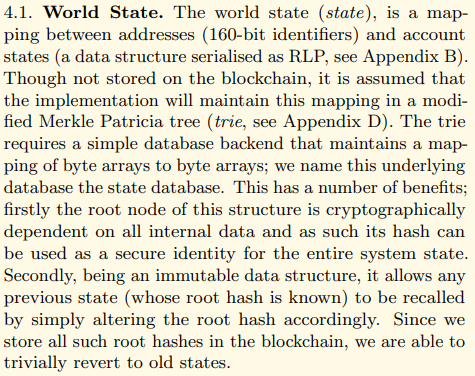 4.1. World State. The world state (state), is a map-
ping between addresses (160-bit identifiers) and account
states (a data structure serialised as RLP, see Appendix B).
Though not stored on the blockchain, it is assumed that
the implementation will maintain this mapping in a modi-
fied Merkle Patricia tree (trie, see Appendix D). The trie
requires a simple database backend that maintains a map-
ping of byte arrays to byte arrays; we name this underlying
database the state database. This has a number of benefits;
firstly the root node of this structure is cryptographically
dependent on all internal data and as such its hash can
be used as a secure identity for the entire system state.
Secondly, being an immutable data structure, it allows any
previous state (whose root hash is known) to be recalled
by simply altering the root hash accordingly. Since we
store all such root hashes in the blockchain, we are able to
trivially revert to old states.